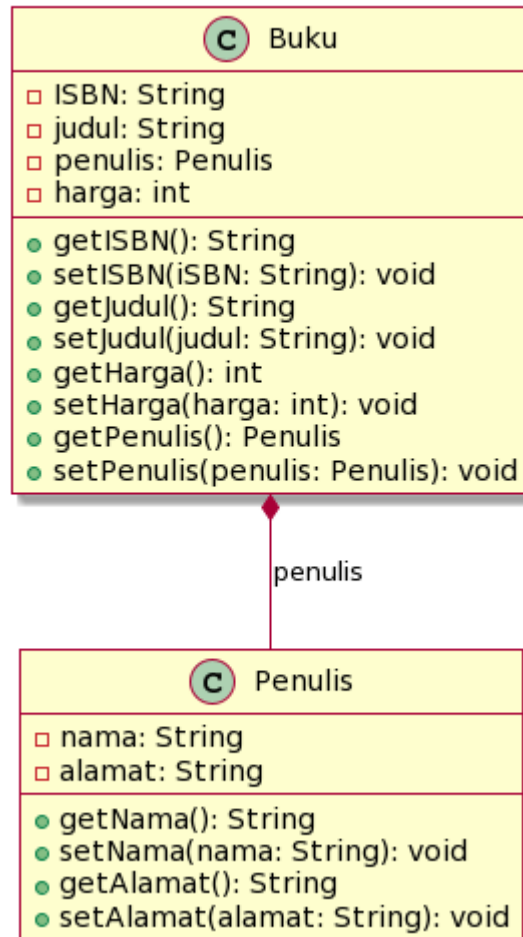 C Buku
ISBN: String
judul: String
penulis: Penulis
harga: int
getISBN(): String
setISBN(iSBN: String): void
getJudul(): String
setJudul(judul: String): void
getHarga(): int
setHarga(harga: int): void
getPenulis(): Penulis
setPenulis(penulis: Penulis): void
penulis
C Penulis
nama: String
alamat: String
getNama(): String
setNama(nama: String): void
getAlamat(): String
setAlamat(alamat: String): void